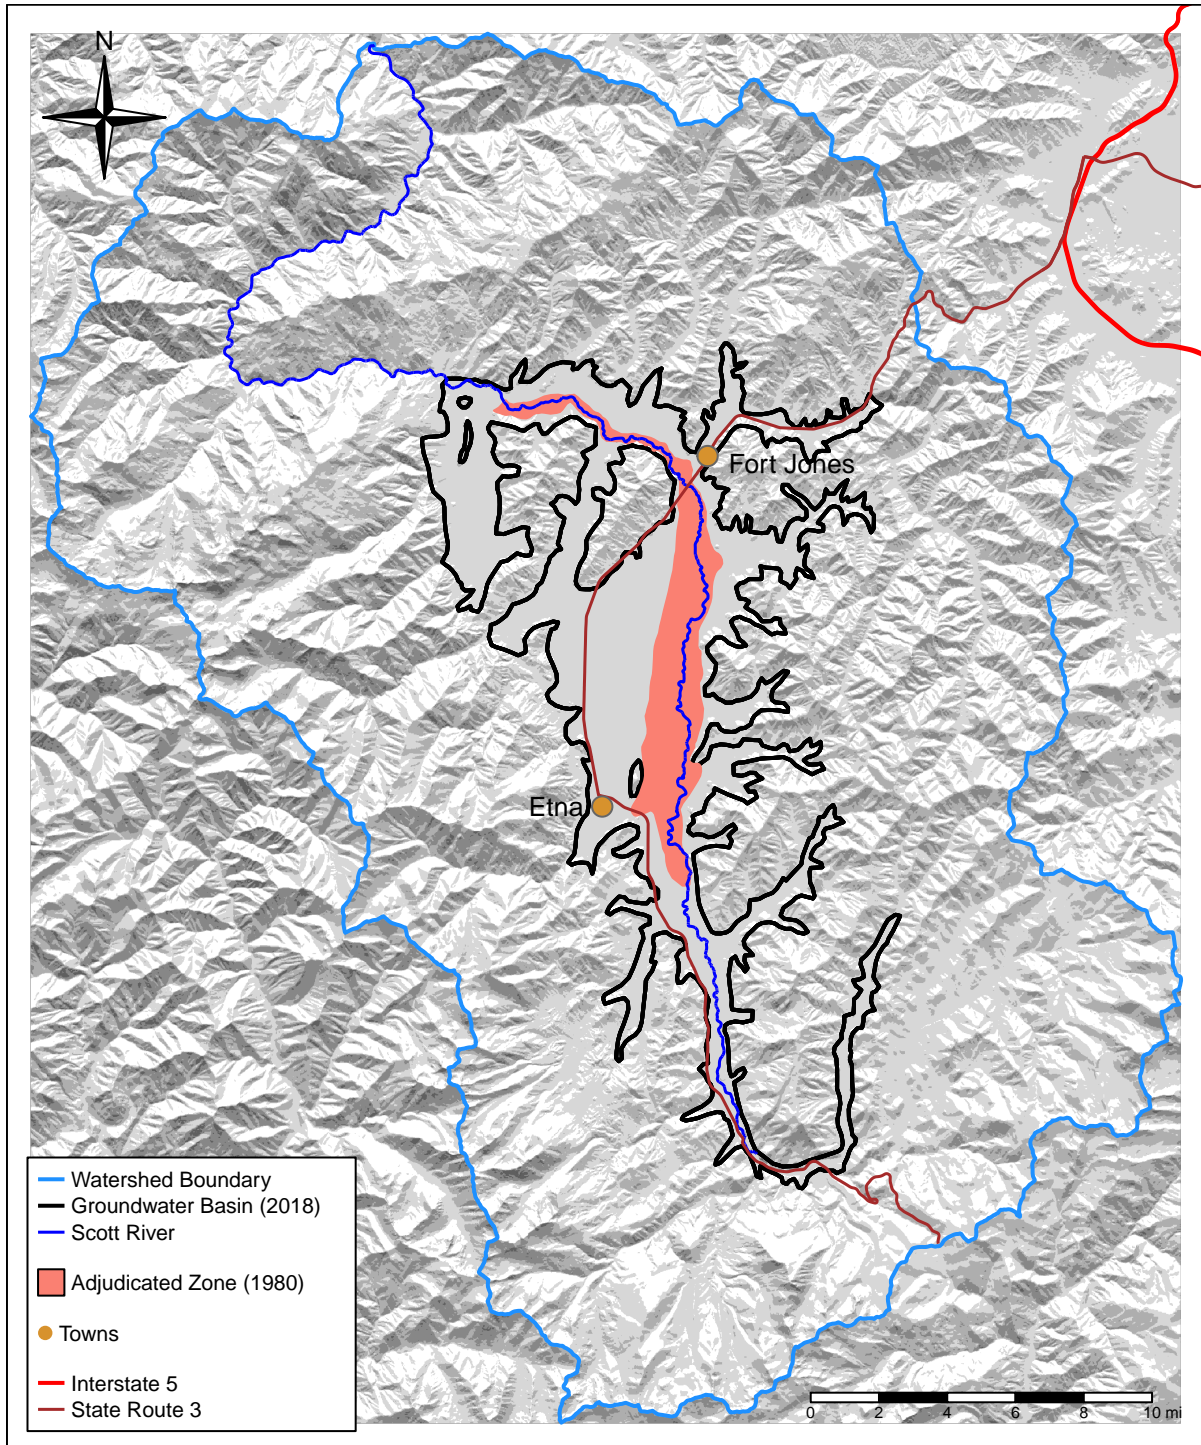 N
Fort Jones
Etna
Watershed Boundary
Groundwater Basin (2018)
Scott River
Adjudicated Zone (1980)
Towns
Interstate 5
State Route 3
0 2 4 6 8 10 mi